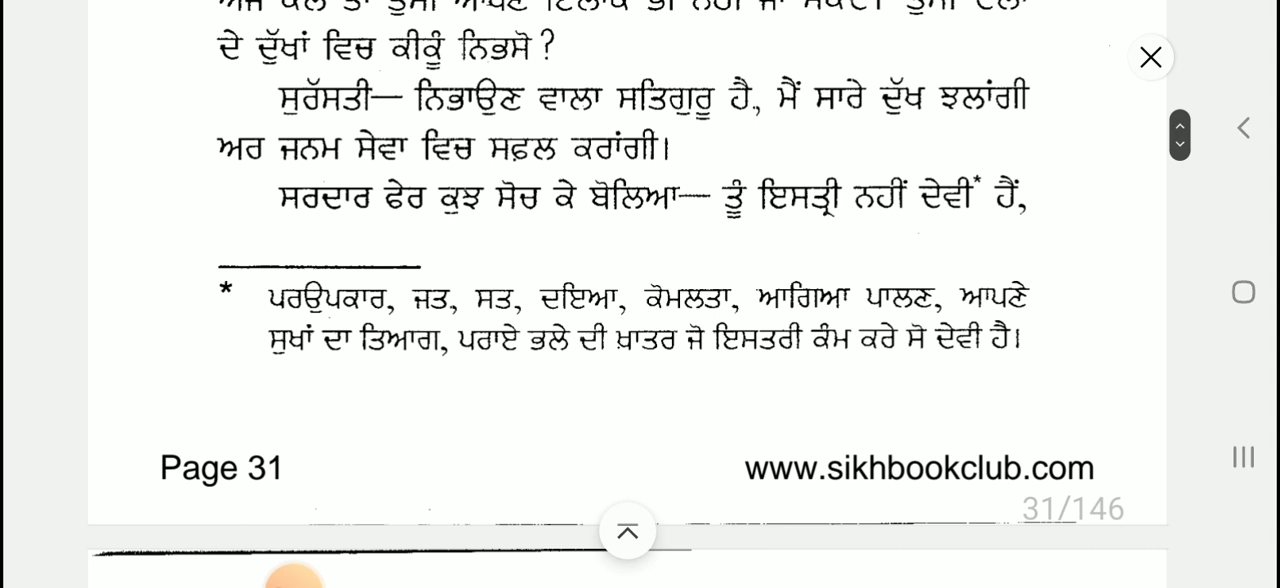 ਦੇ ਦੁੱਖਾਂ ਵਿਚ ਕੀਕੂੰ ਨਿਭਸੋ ?
ਸੁਰੱਸਤੀ— ਨਿਭਾਉਣ ਵਾਲਾ ਸਤਿਗੁਰੂ ਹੈ, ਮੈਂ ਸਾਰੇ ਦੁੱਖ ਝਲਾਂਗੀ
ਅਰ ਜਨਮ ਸੇਵਾ ਵਿਚ ਸਫ਼ਲ ਕਰਾਂਗੀ।
ਸਰਦਾਰ ਫੇਰ ਕੁਝ ਸੋਚ ਕੇ ਬੋਲਿਆ— ਤੂੰ ਇਸਤ੍ਰੀ ਨਹੀਂ ਦੇਵੀ* ਹੈਂ,
* ਪਰਉਪਕਾਰ, ਜਤ, ਸਤ, ਦਇਆ, ਕੋਮਲਤਾ, ਆਗਿਆ ਪਾਲਣ, ਆਪਣੇ
ਸੁਖਾਂ ਦਾ ਤਿਆਗ, ਪਰਾਏ ਭਲੇ ਦੀ ਖ਼ਾਤਰ ਜੋ ਇਸਤਰੀ ਕੰਮ ਕਰੇ ਸੋ ਦੇਵੀ ਹੈ।
Page 31 www.sikhbookclub.com
31/146